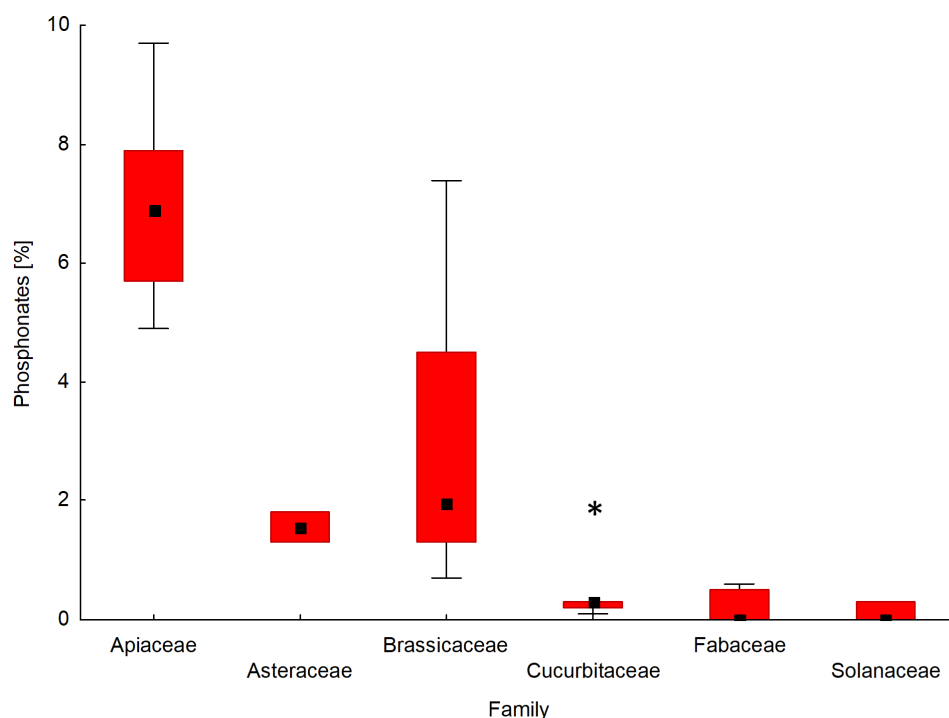 10
8
6
4
2
0
Phosphonates [%]
Apiaceae
Asteraceae
Brassicaceae
Cucurbitaceae
Fabaceae
Solanaceae
Family
*